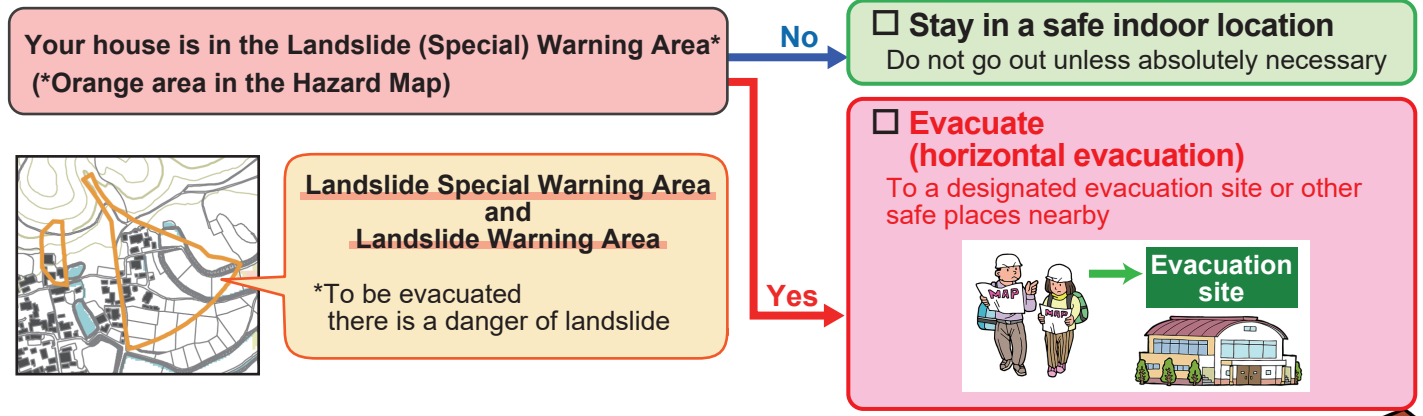 Your house is in the Landslide (Special) Warning Area*
(*Orange area in the Hazard Map)
No
☐ Stay in a safe indoor location
Do not go out unless absolutely necessary
Yes
☐ Evacuate
(horizontal evacuation)
To a designated evacuation site or other
safe places nearby
MAP
MAP
Evacuation
site
Landslide Special Warning Area
and
Landslide Warning Area
*To be evacuated
there is a danger of landslide